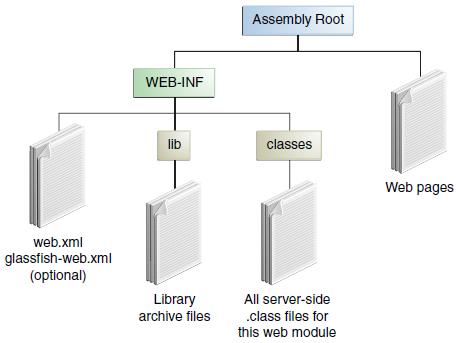 Assembly Root
WEB-INF
lib
classes
Web pages
web.xml
glassfish-web.xml
(optional)
Library
archive files
All server-side
.class files for
this web module